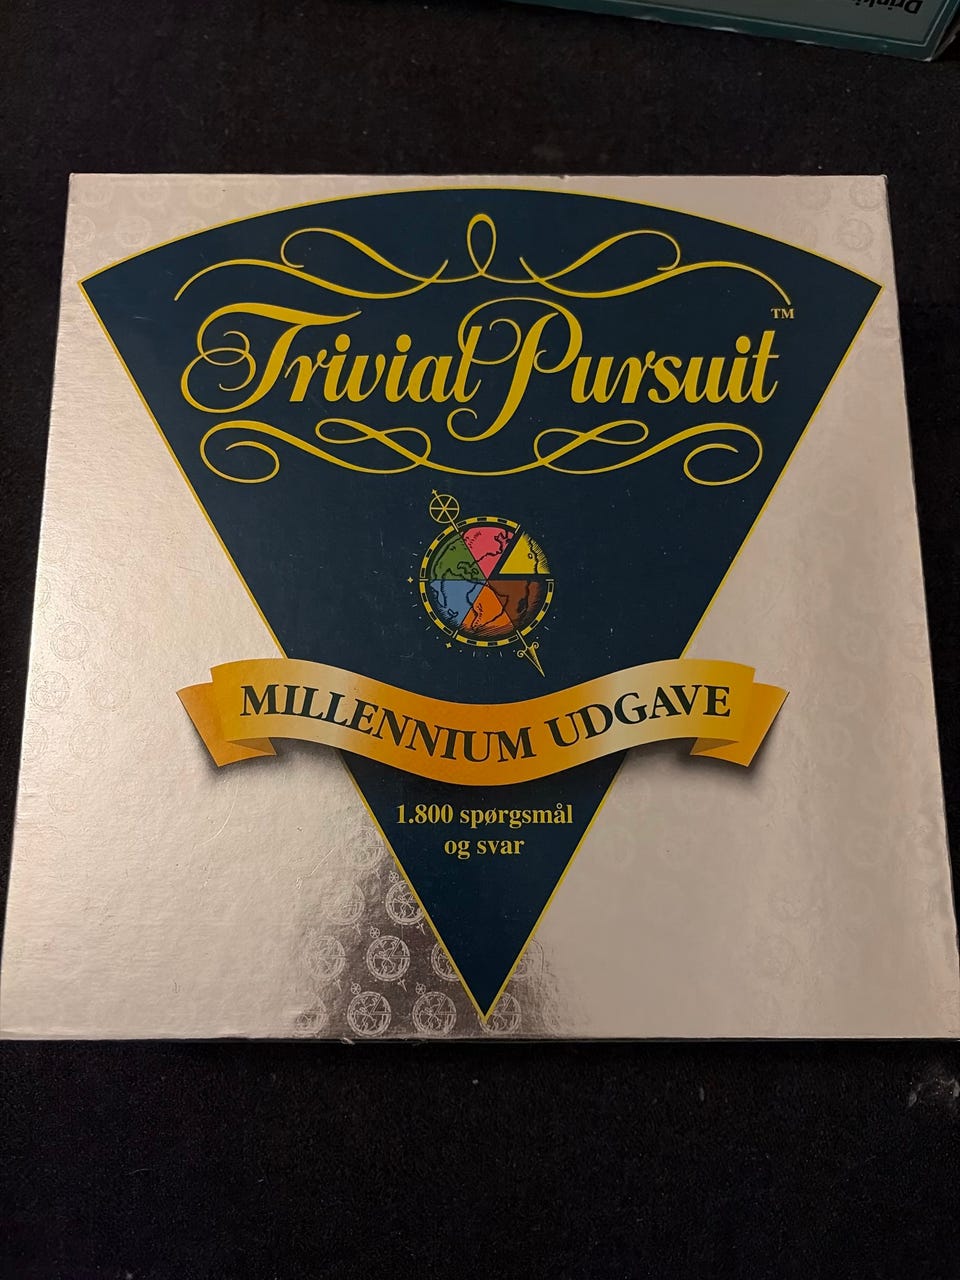 Trivial Pursuit™
MILLENNIUM UDGAVE
1.800 spørgsmål
og svar